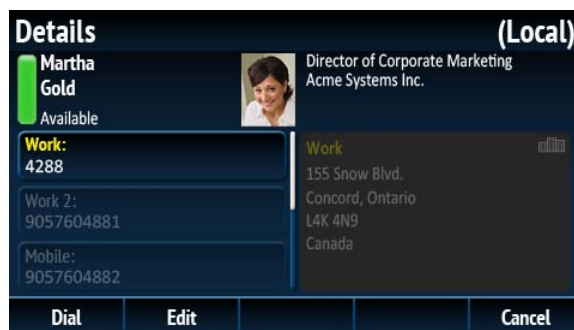 Details
(Local)
Martha
Gold
Available
Director of Corporate Marketing
Acme Systems Inc.
Work:
4288
Work 2:
9057604881
Mobile:
9057604882
Work
155 Snow Blvd.
Concord, Ontario
L4K 4N9
Canada
Dial
Edit
Cancel